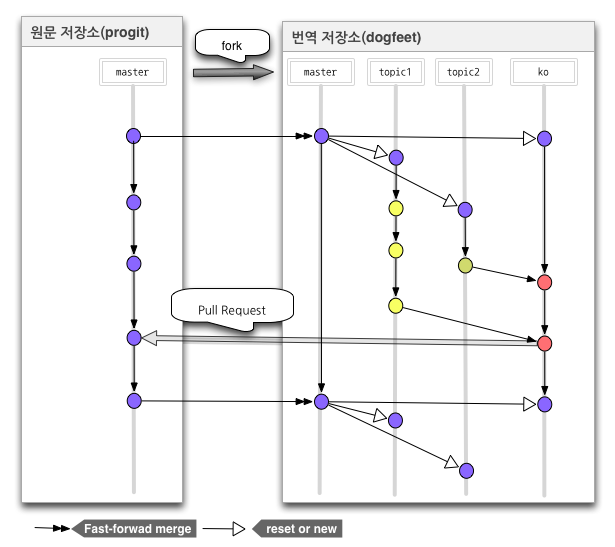 원문 저장소(progit)
fork
번역 저장소(dogfeet)
master
master
topic1
topic2
ko
Pull Request
Fast-forwad merge
reset or new